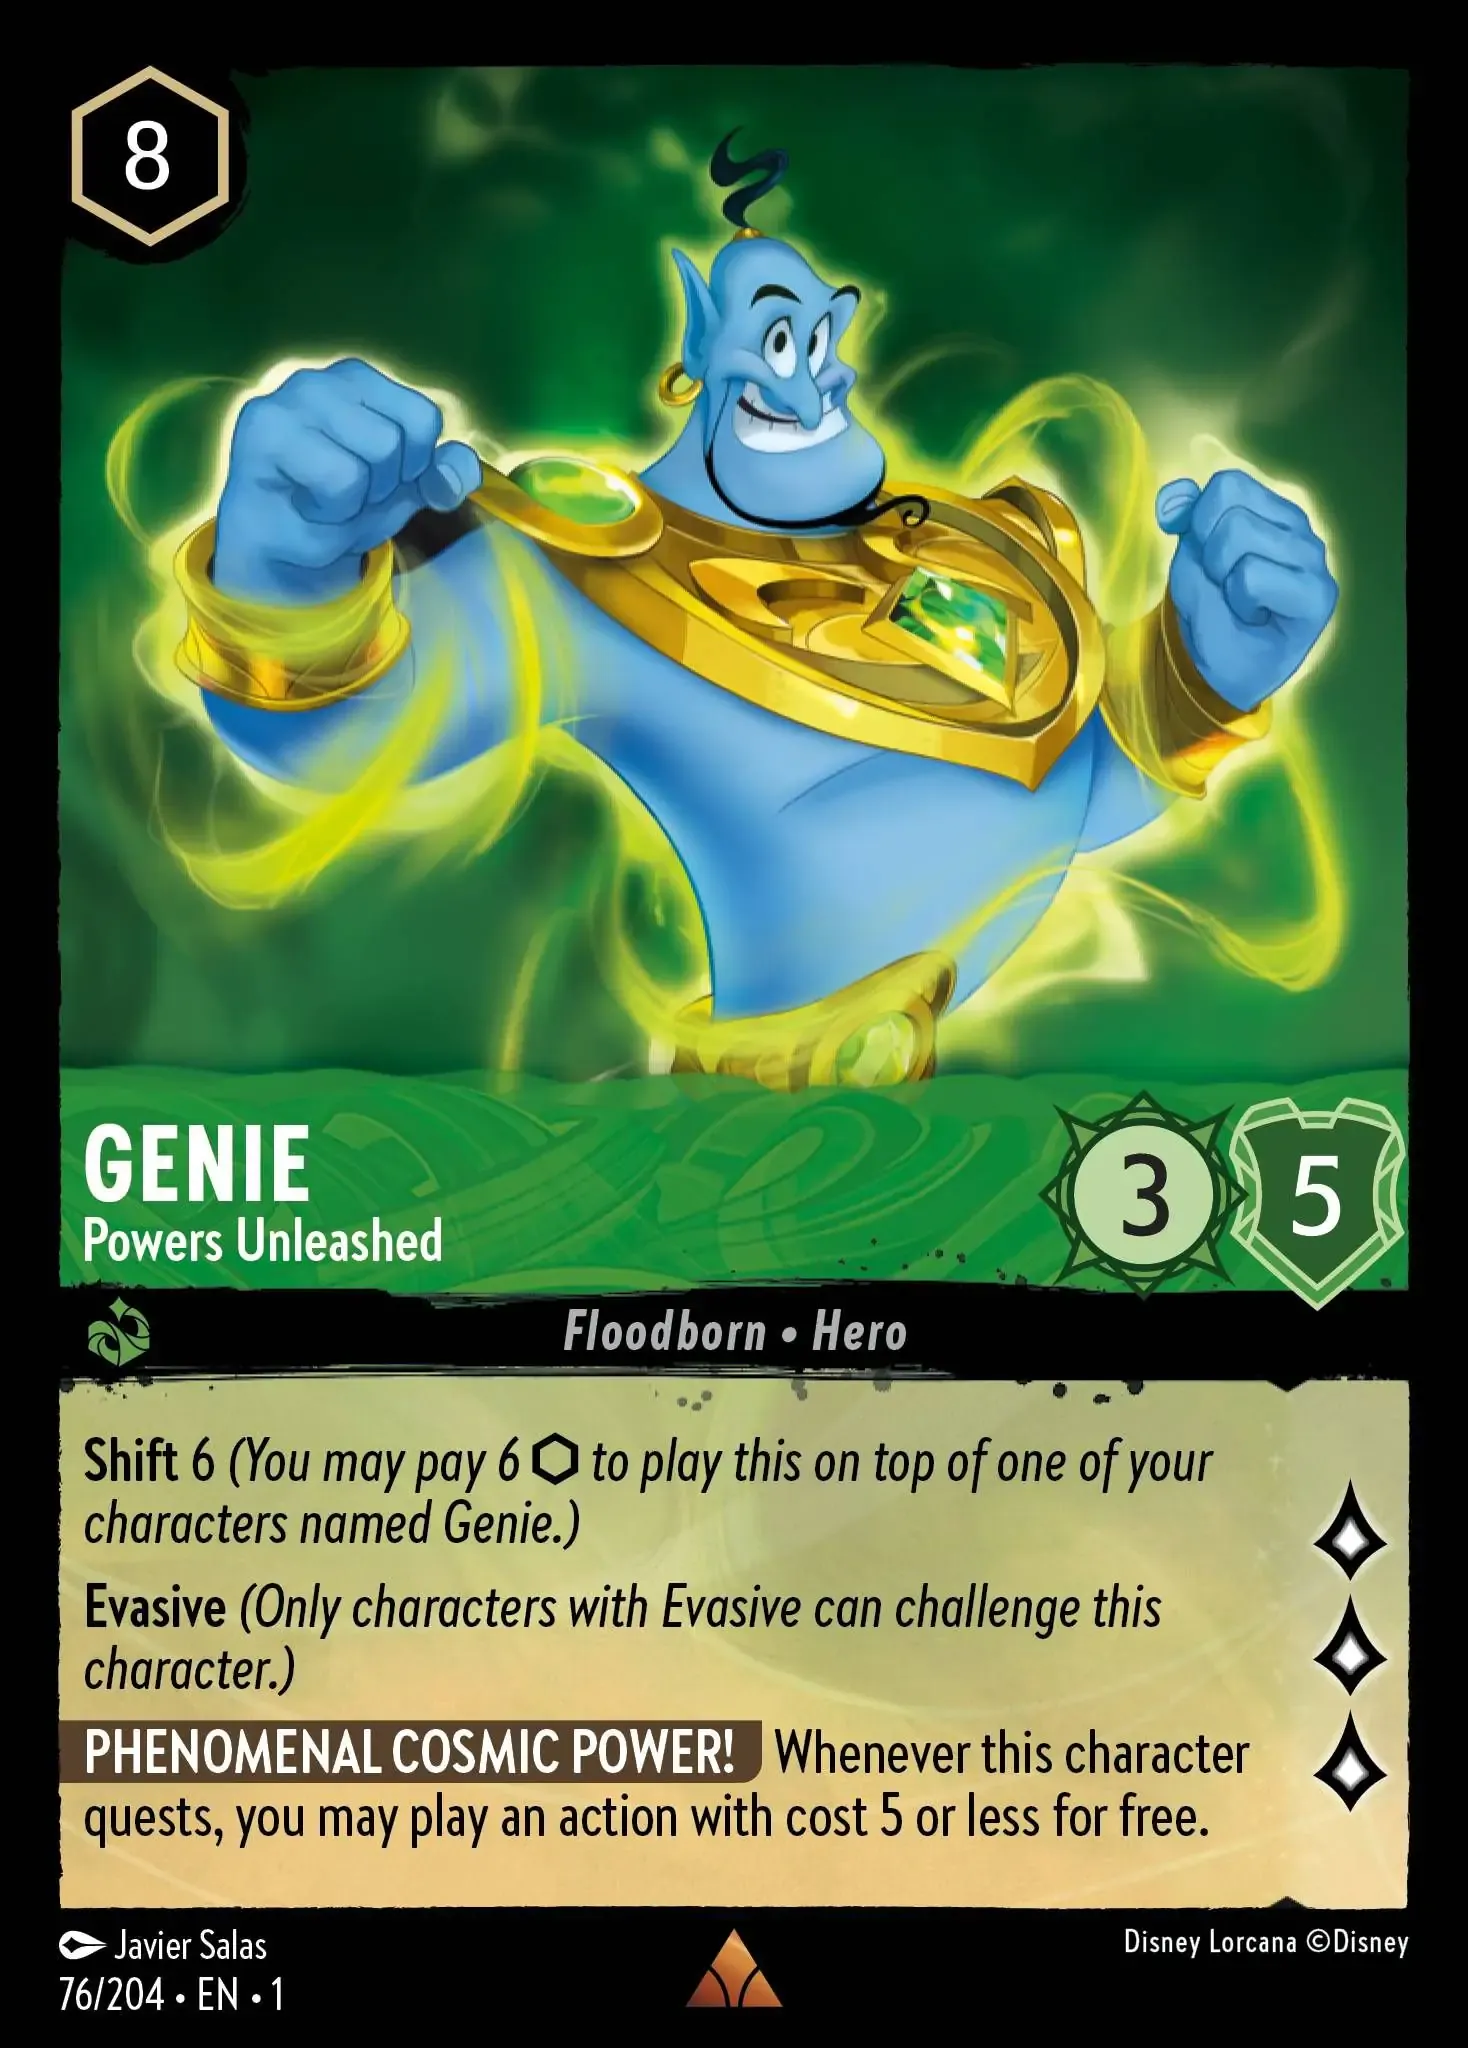 8
GENIE
Powers Unleashed
3
5
Floodborn • Hero
Shift 6 (You may pay 6 ⬡ to play this on top of one of your
characters named Genie.)
Evasive (Only characters with Evasive can challenge this
character.)
PHENOMENAL COSMIC POWER! Whenever this character
quests, you may play an action with cost 5 or less for free.
Javier Salas
76/204 • EN • 1
Disney Lorcana ©Disney